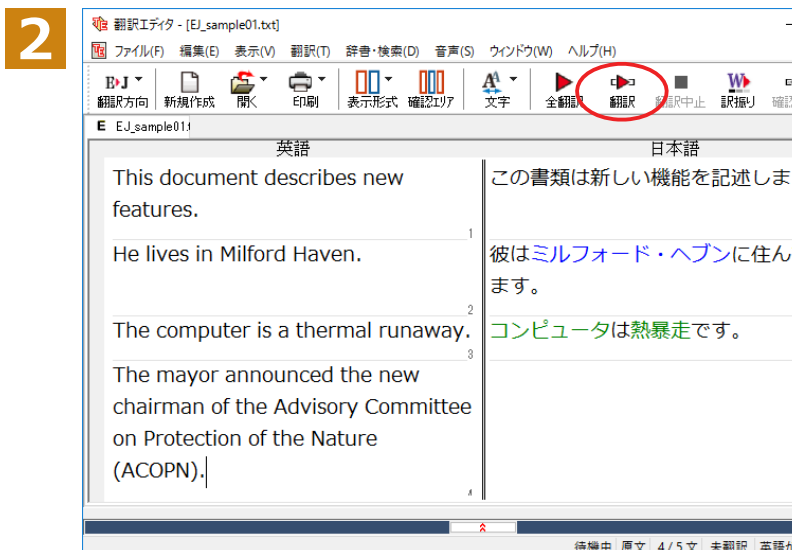 2
翻訳エディタ - [EJ_sample01.txt]
ファイル(F) 編集(E) 表示(V) 翻訳(T) 辞書・検索(D) 音声(S) ウィンドウ(W) ヘルプ(H)
E›J
翻訳方向 新規作成 開く 印刷 表示形式 確認エリア 文字 全翻訳 翻訳 翻訳中止 訳振り 確認
E EJ_sample01.t
英語 日本語
This document describes new
features.
1
この書類は新しい機能を記述しま
He lives in Milford Haven.
2
彼はミルフォード・ヘブンに住ん
ます。
The computer is a thermal runaway.
3
コンピュータは熱暴走です。
The mayor announced the new
chairman of the Advisory Committee
on Protection of the Nature
(ACOPN).
4
待機中 原文 4 / 5 文 未翻訳 英語か